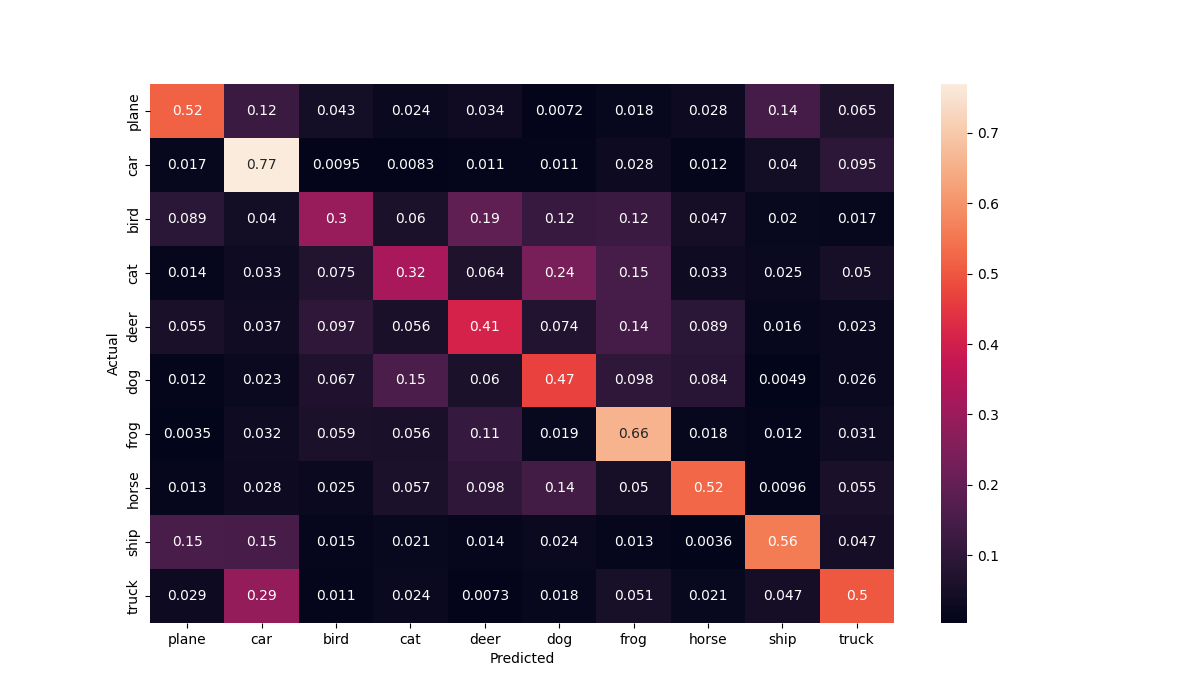 plane 0.52 0.12 0.043 0.024 0.034 0.0072 0.018 0.028 0.14 0.065
car 0.017 0.77 0.0095 0.0083 0.011 0.011 0.028 0.012 0.04 0.095
bird 0.089 0.04 0.3 0.06 0.19 0.12 0.12 0.047 0.02 0.017
cat 0.014 0.033 0.075 0.32 0.064 0.24 0.15 0.033 0.025 0.05
deer 0.055 0.037 0.097 0.056 0.41 0.074 0.14 0.089 0.016 0.023
dog 0.012 0.023 0.067 0.15 0.06 0.47 0.098 0.084 0.0049 0.026
frog 0.0035 0.032 0.059 0.056 0.11 0.019 0.66 0.018 0.012 0.031
horse 0.013 0.028 0.025 0.057 0.098 0.14 0.05 0.52 0.0096 0.055
ship 0.15 0.15 0.015 0.021 0.014 0.024 0.013 0.0036 0.56 0.047
truck 0.029 0.29 0.011 0.024 0.0073 0.018 0.051 0.021 0.047 0.5
plane car bird cat deer dog frog horse ship truck
Predicted
Actual
0.7
0.6
0.5
0.4
0.3
0.2
0.1